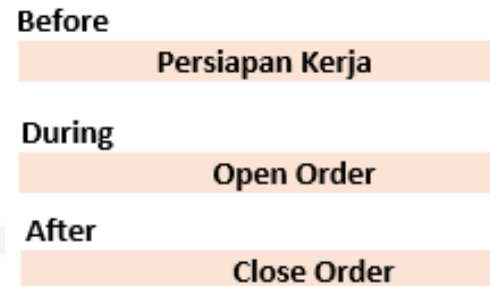 Before
Persiapan Kerja
During
Open Order
After
Close Order